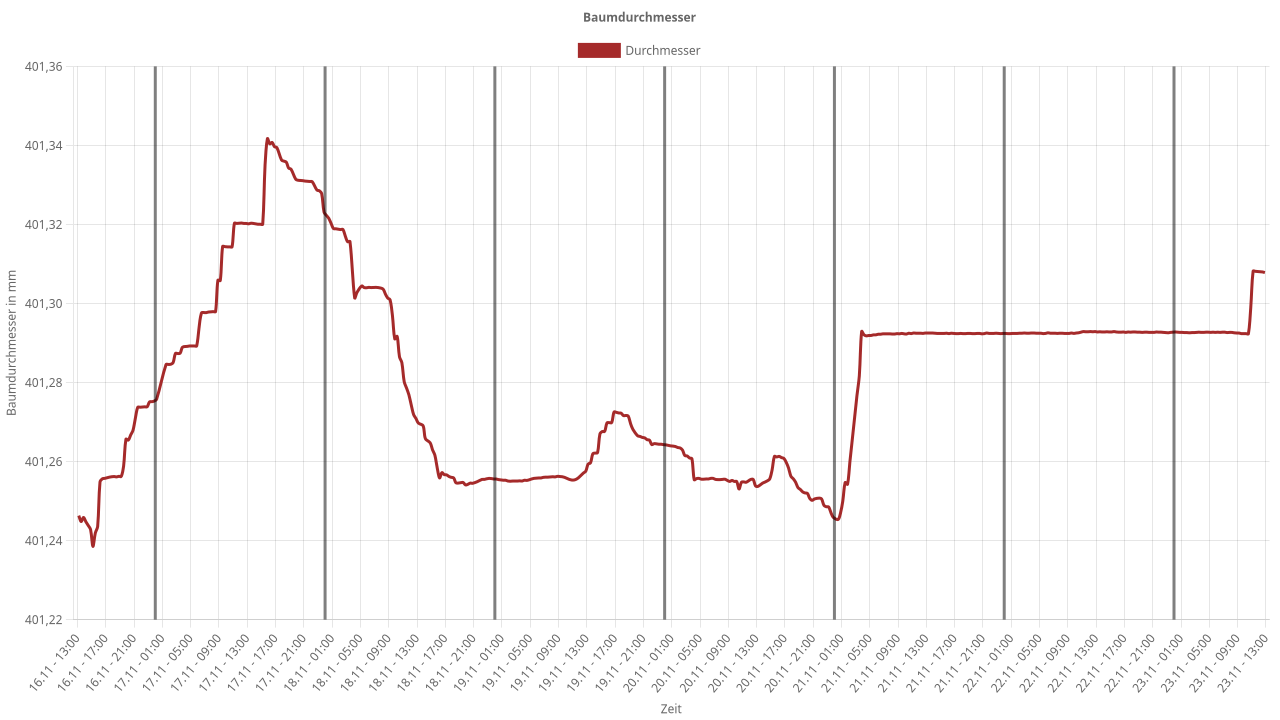 Baumdurchmesser
Durchmesser
Baumdurchmesser in mm
401,36
401,34
401,32
401,30
401,28
401,26
401,24
401,22
16.11 - 13:00
16.11 - 17:00
16.11 - 21:00
17.11 - 01:00
17.11 - 05:00
17.11 - 09:00
17.11 - 13:00
17.11 - 17:00
17.11 - 21:00
18.11 - 01:00
18.11 - 05:00
18.11 - 09:00
18.11 - 13:00
18.11 - 17:00
18.11 - 21:00
19.11 - 01:00
19.11 - 05:00
19.11 - 09:00
19.11 - 13:00
19.11 - 17:00
19.11 - 21:00
20.11 - 01:00
20.11 - 05:00
20.11 - 09:00
20.11 - 13:00
20.11 - 17:00
20.11 - 21:00
21.11 - 01:00
21.11 - 05:00
21.11 - 09:00
21.11 - 13:00
21.11 - 17:00
21.11 - 21:00
22.11 - 01:00
22.11 - 05:00
22.11 - 09:00
22.11 - 13:00
22.11 - 17:00
22.11 - 21:00
23.11 - 01:00
23.11 - 05:00
23.11 - 09:00
23.11 - 13:00
Zeit